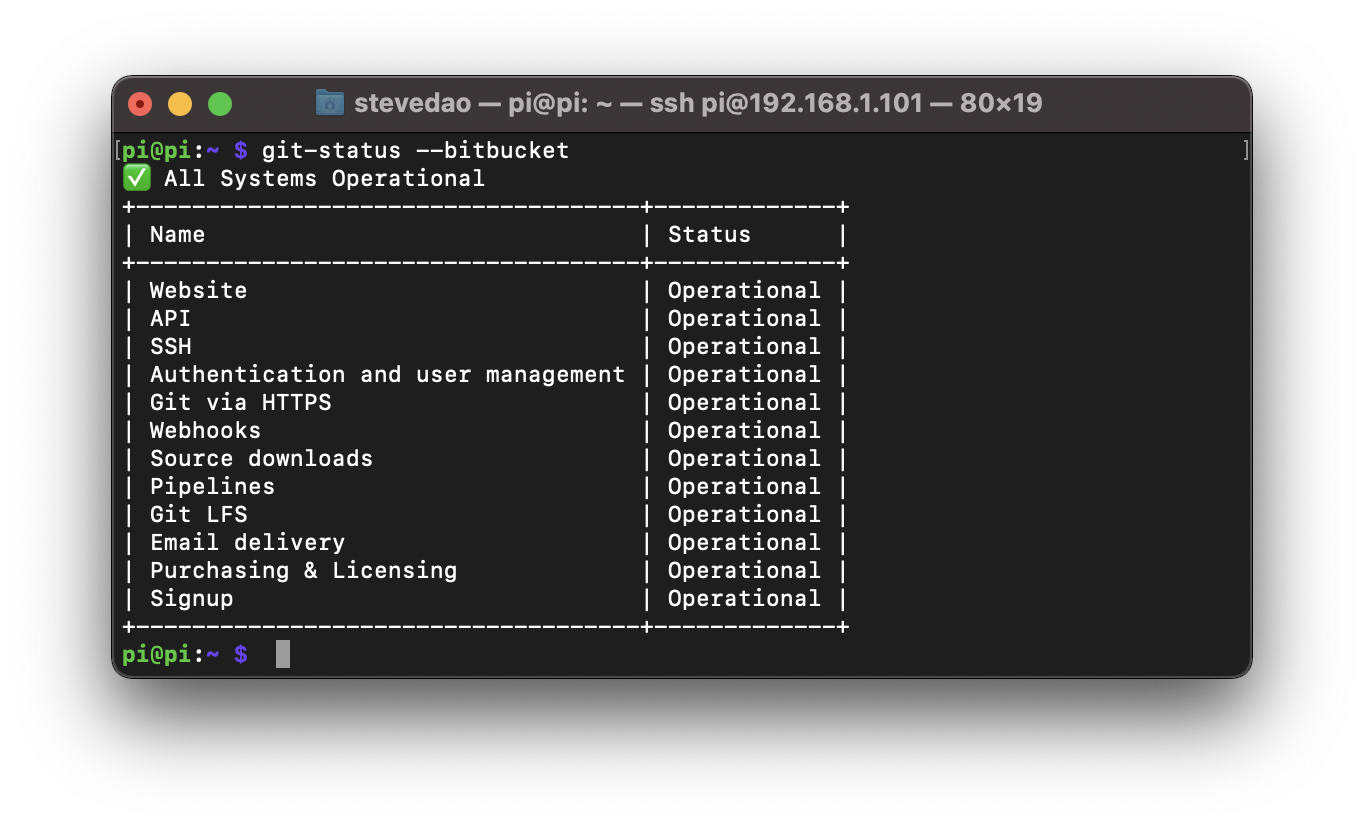 stevedao — pi@pi: ~ — ssh pi@192.168.1.101 — 80×19
[pi@pi:~ $ git-status --bitbucket ]
✅ All Systems Operational
+------------------------------------+-------------+
| Name                               | Status      |
+------------------------------------+-------------+
| Website                            | Operational |
| API                                | Operational |
| SSH                                | Operational |
| Authentication and user management | Operational |
| Git via HTTPS                      | Operational |
| Webhooks                           | Operational |
| Source downloads                   | Operational |
| Pipelines                          | Operational |
| Git LFS                            | Operational |
| Email delivery                     | Operational |
| Purchasing & Licensing             | Operational |
| Signup                             | Operational |
+------------------------------------+-------------+
pi@pi:~ $